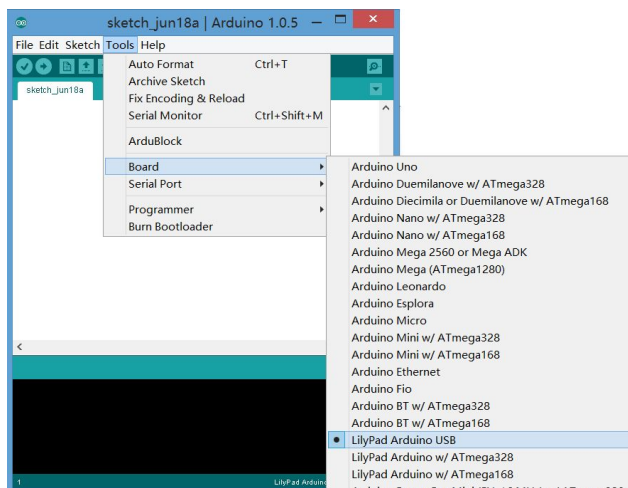 sketch_jun18a | Arduino 1.0.5
File Edit Sketch Tools Help
sketch_jun18a
Auto Format Ctrl+T
Archive Sketch
Fix Encoding & Reload
Serial Monitor Ctrl+Shift+M
ArduBlock
Board
Serial Port
Programmer
Burn Bootloader
Arduino Uno
Arduino Duemilanove w/ ATmega328
Arduino Diecimila or Duemilanove w/ ATmega168
Arduino Nano w/ ATmega328
Arduino Nano w/ ATmega168
Arduino Mega 2560 or Mega ADK
Arduino Mega (ATmega1280)
Arduino Leonardo
Arduino Esplora
Arduino Micro
Arduino Mini w/ ATmega328
Arduino Mini w/ ATmega168
Arduino Ethernet
Arduino Fio
Arduino BT w/ ATmega328
Arduino BT w/ ATmega168
LilyPad Arduino USB
LilyPad Arduino w/ ATmega328
LilyPad Arduino w/ ATmega168
1 LilyPad Arduino